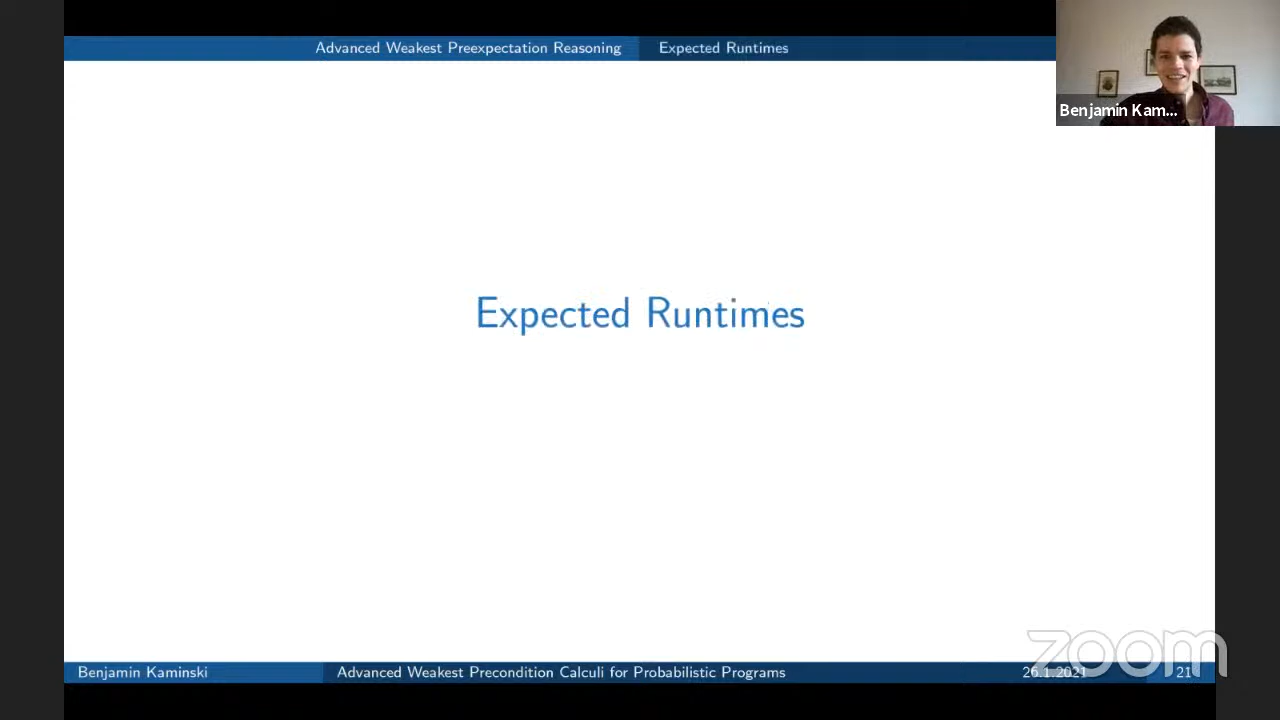 Advanced Weakest Preexpectation Reasoning Expected Runtimes
Benjamin Kam...
Expected Runtimes
zoom
Benjamin Kaminski Advanced Weakest Precondition Calculi for Probabilistic Programs 26.1.2021 21